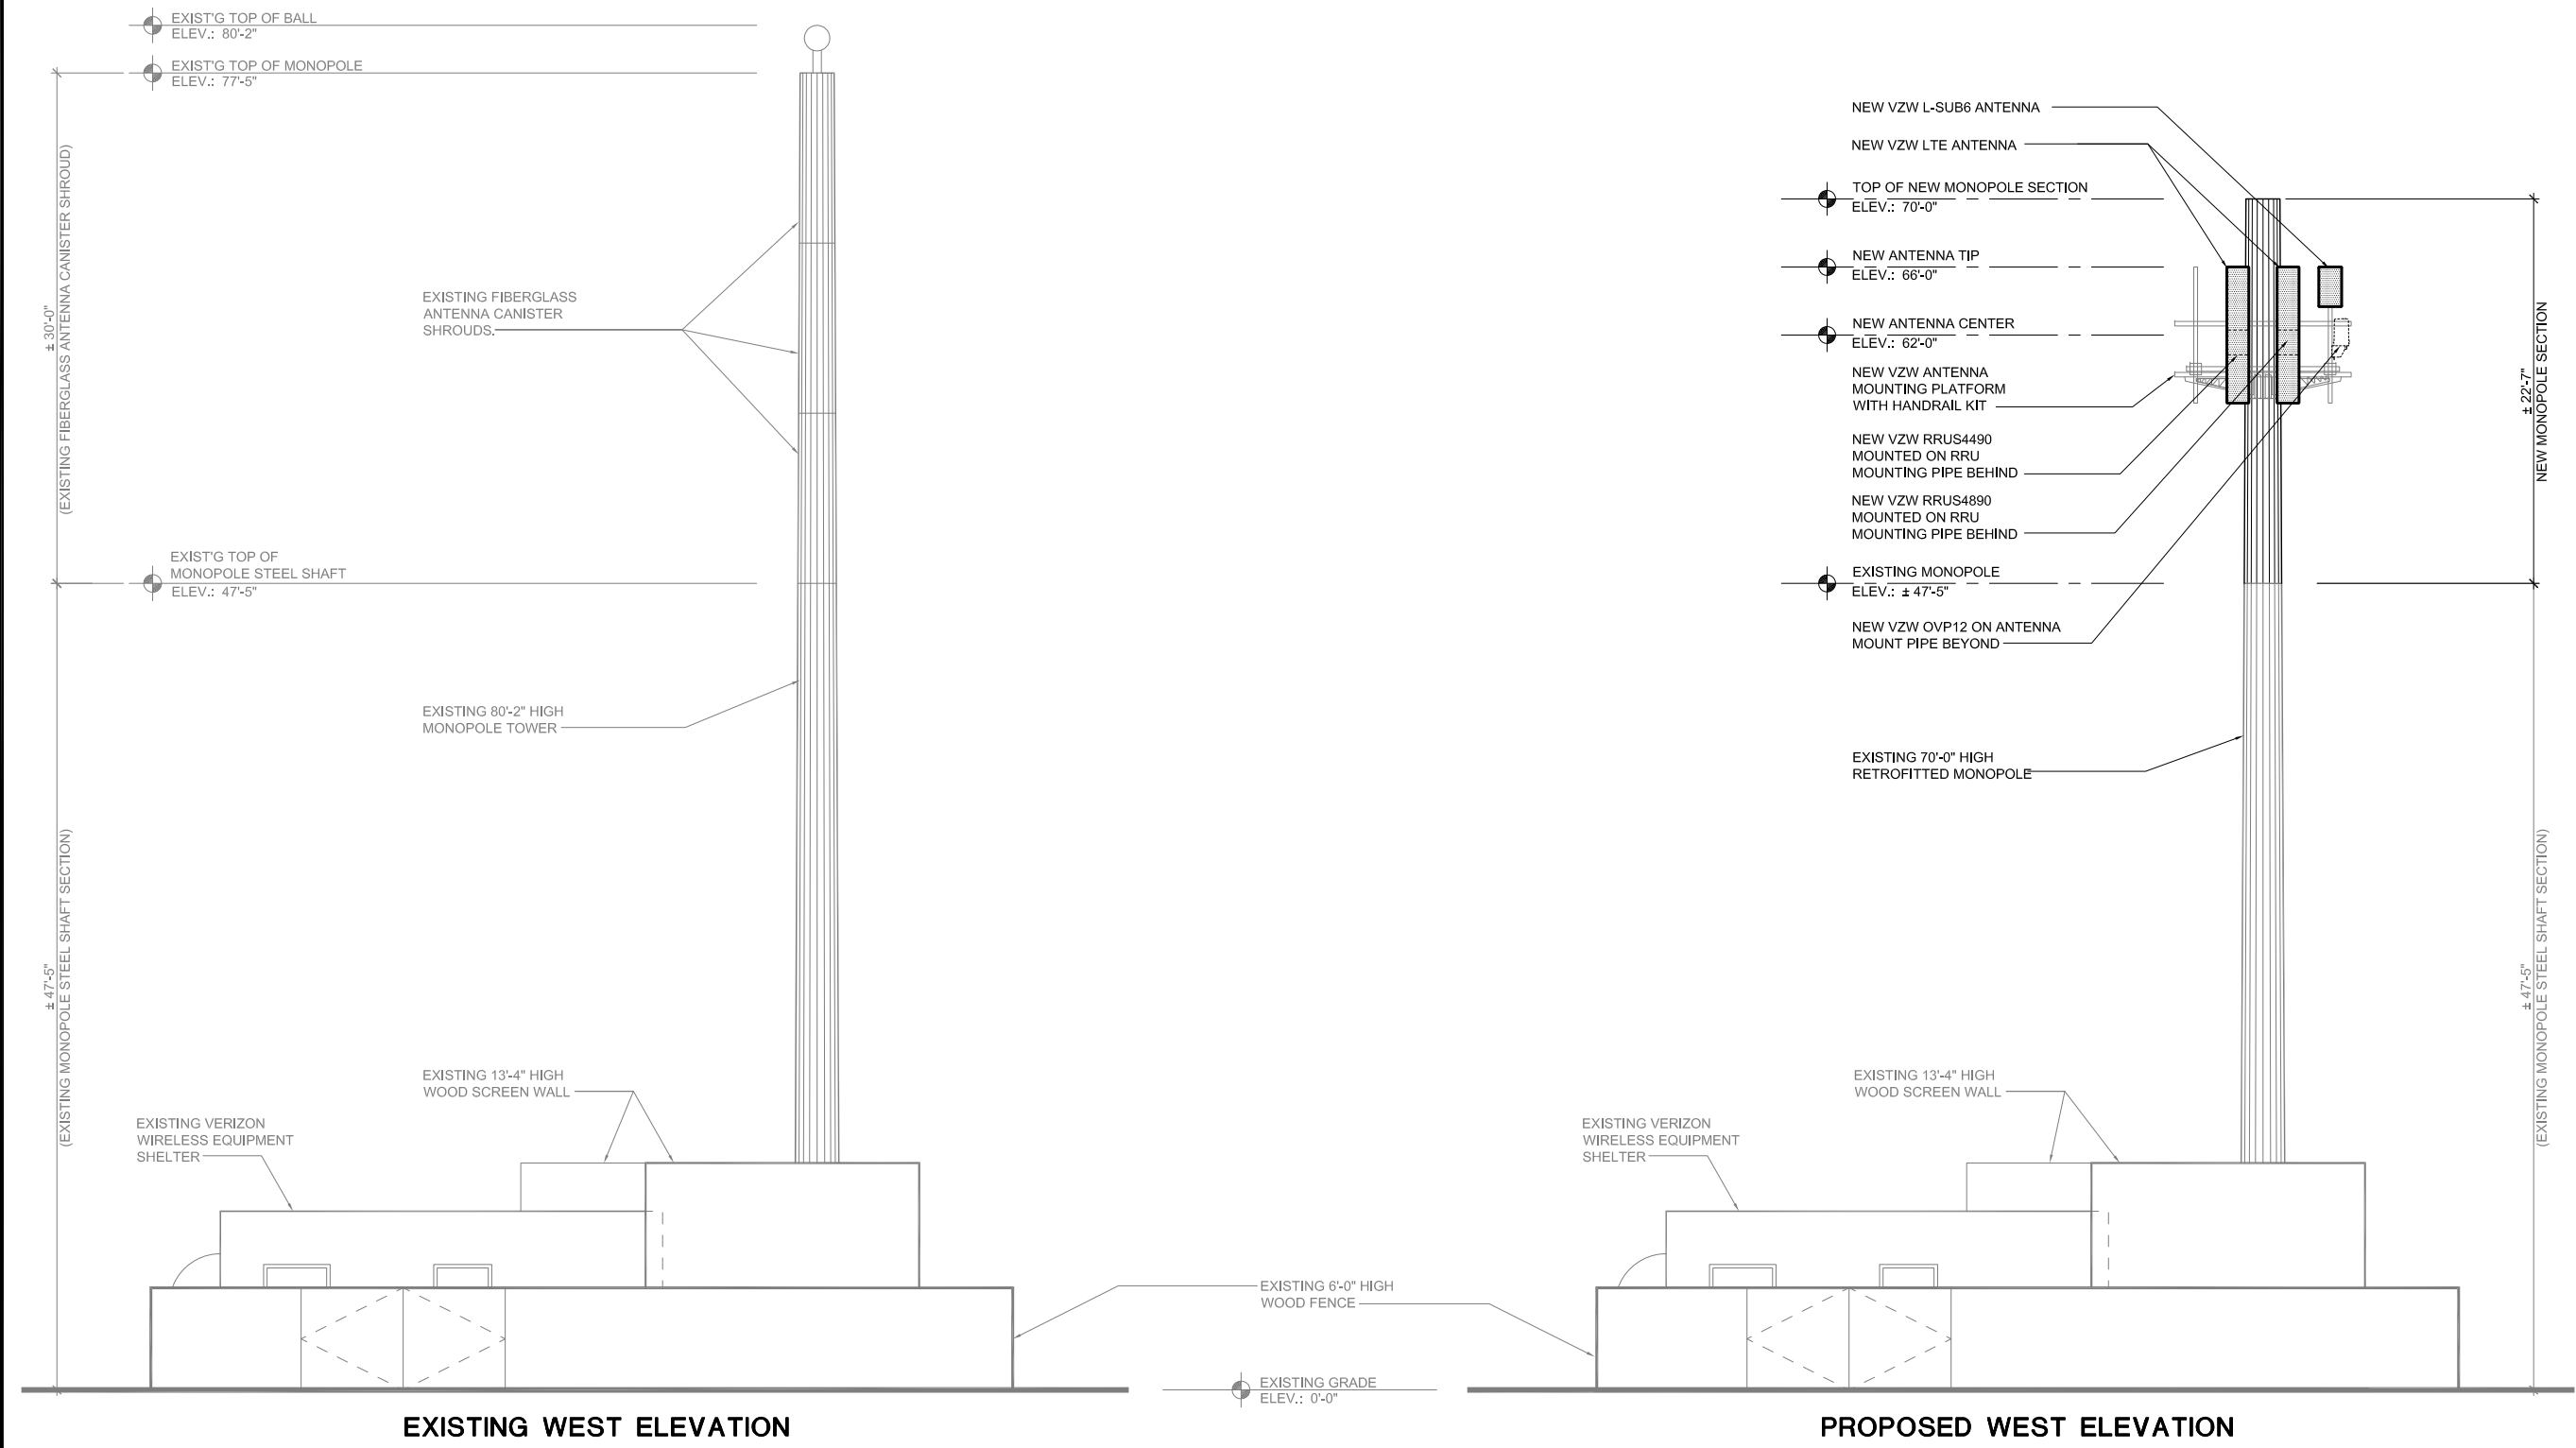 EXIST'G TOP OF BALL
ELEV.: 80'-2"
EXIST'G TOP OF MONOPOLE
ELEV.: 77'-5"
± 30'-0"
(EXISTING FIBERGLASS ANTENNA CANISTER SHROUD)
EXISTING FIBERGLASS
ANTENNA CANISTER
SHROUDS.
EXIST'G TOP OF
MONOPOLE STEEL SHAFT
ELEV.: 47'-5"
EXISTING 80'-2" HIGH
MONOPOLE TOWER
± 47'-5"
(EXISTING MONOPOLE STEEL SHAFT SECTION)
EXISTING 13'-4" HIGH
WOOD SCREEN WALL
EXISTING VERIZON
WIRELESS EQUIPMENT
SHELTER
EXISTING 6'-0" HIGH
WOOD FENCE
EXISTING GRADE
ELEV.: 0'-0"
EXISTING WEST ELEVATION
NEW VZW L-SUB6 ANTENNA
NEW VZW LTE ANTENNA
TOP OF NEW MONOPOLE SECTION
ELEV.: 70'-0"
NEW ANTENNA TIP
ELEV.: 66'-0"
NEW ANTENNA CENTER
ELEV.: 62'-0"
NEW VZW ANTENNA
MOUNTING PLATFORM
WITH HANDRAIL KIT
NEW VZW RRUS4490
MOUNTED ON RRU
MOUNTING PIPE BEHIND
NEW VZW RRUS4890
MOUNTED ON RRU
MOUNTING PIPE BEHIND
EXISTING MONOPOLE
ELEV.: ± 47'-5"
NEW VZW OVP12 ON ANTENNA
MOUNT PIPE BEYOND
EXISTING 70'-0" HIGH
RETROFITTED MONOPOLE
± 22'-7"
NEW MONOPOLE SECTION
± 47'-5"
(EXISTING MONOPOLE STEEL SHAFT SECTION)
EXISTING 13'-4" HIGH
WOOD SCREEN WALL
EXISTING VERIZON
WIRELESS EQUIPMENT
SHELTER
PROPOSED WEST ELEVATION